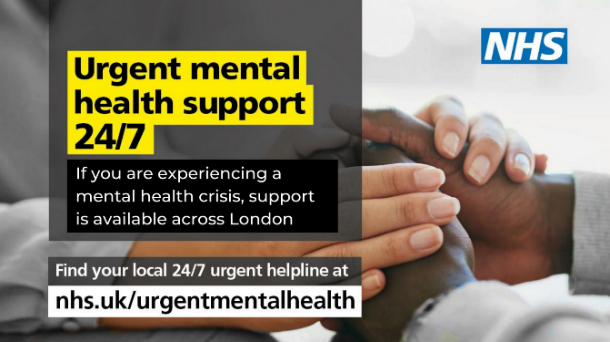 NHS
Urgent mental
health support
24/7
If you are experiencing a
mental health crisis, support
is available across London
Find your local 24/7 urgent helpline at
nhs.uk/urgentmentalhealth